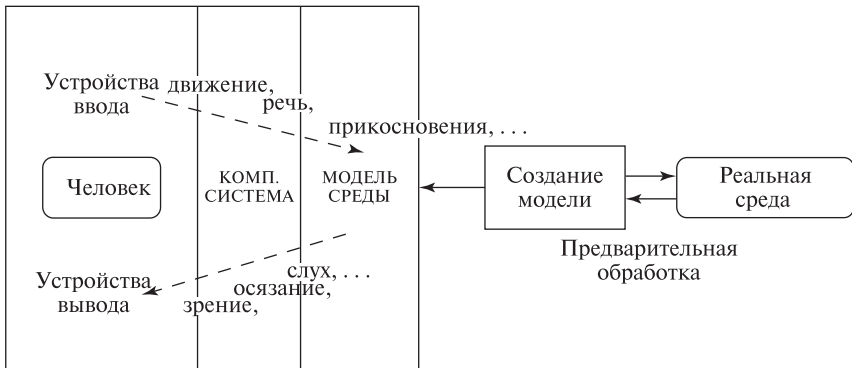 Устройства
ввода
движение,
речь,
прикосновения, . . .
Человек
КОМП.
СИСТЕМА
МОДЕЛЬ
СРЕДЫ
Создание
модели
Реальная
среда
Предварительная
обработка
Устройства
вывода
слух, . . .
осязание,
зрение,